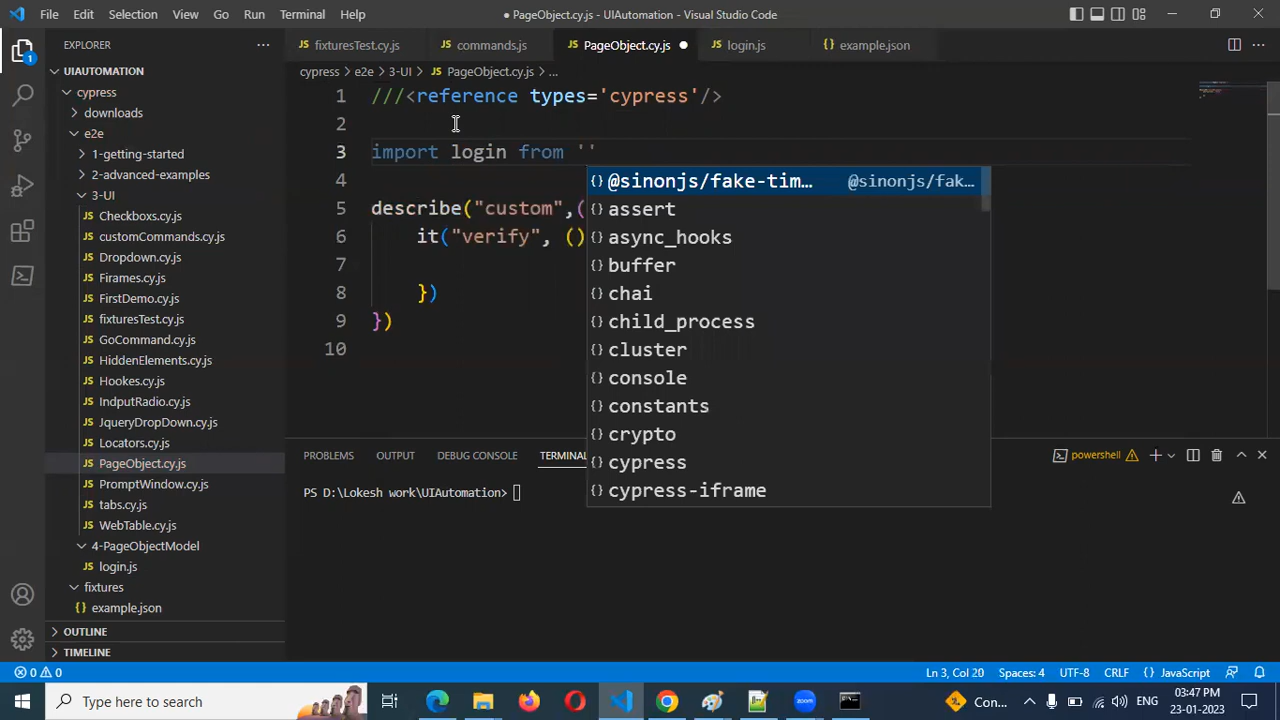 File Edit Selection View Go Run Terminal Help
● PageObject.cy.js - UIAutomation - Visual Studio Code
EXPLORER
fixturesTest.cy.js commands.js PageObject.cy.js ● login.js example.json
UIAUTOMATION
cypress > e2e > 3-UI > PageObject.cy.js > ...
cypress
downloads
e2e
1-getting-started
2-advanced-examples
3-UI
Checkboxs.cy.js
customCommands.cy.js
Dropdown.cy.js
Firames.cy.js
FirstDemo.cy.js
fixturesTest.cy.js
GoCommand.cy.js
HiddenElements.cy.js
Hookes.cy.js
IndputRadio.cy.js
JqueryDropDown.cy.js
Locators.cy.js
PageObject.cy.js
PromptWindow.cy.js
tabs.cy.js
WebTable.cy.js
4-PageObjectModel
login.js
fixtures
example.json
OUTLINE
TIMELINE
1 ///<reference types='cypress'/>
2
3 import login from ''
4
5 describe("custom",(
6 it("verify", ()
7
8 })
9 })
10
@sinonjs/fake-tim… @sinonjs/fak…
assert
async_hooks
buffer
chai
child_process
cluster
console
constants
crypto
cypress
cypress-iframe
PROBLEMS OUTPUT DEBUG CONSOLE TERMINAL powershell
PS D:\Lokesh work\UIAutomation>
0 0 Ln 3, Col 20 Spaces: 4 UTF-8 CRLF {} JavaScript
Type here to search
Con... ENG 03:47 PM
23-01-2023